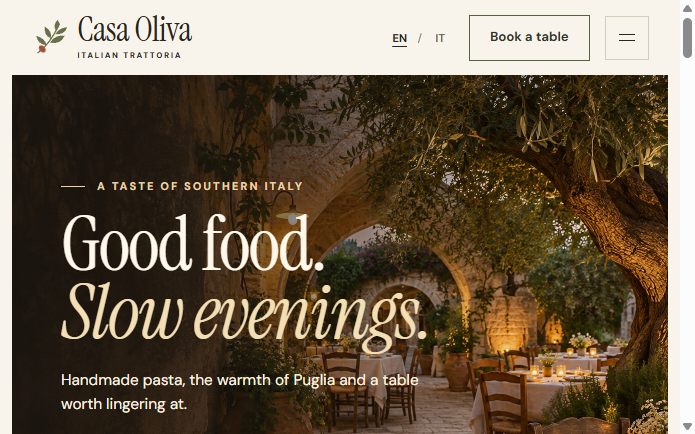 Casa Oliva
ITALIAN TRATTORIA
EN / IT
Book a table
A TASTE OF SOUTHERN ITALY
Good food.
Slow evenings.
Handmade pasta, the warmth of Puglia and a table
worth lingering at.